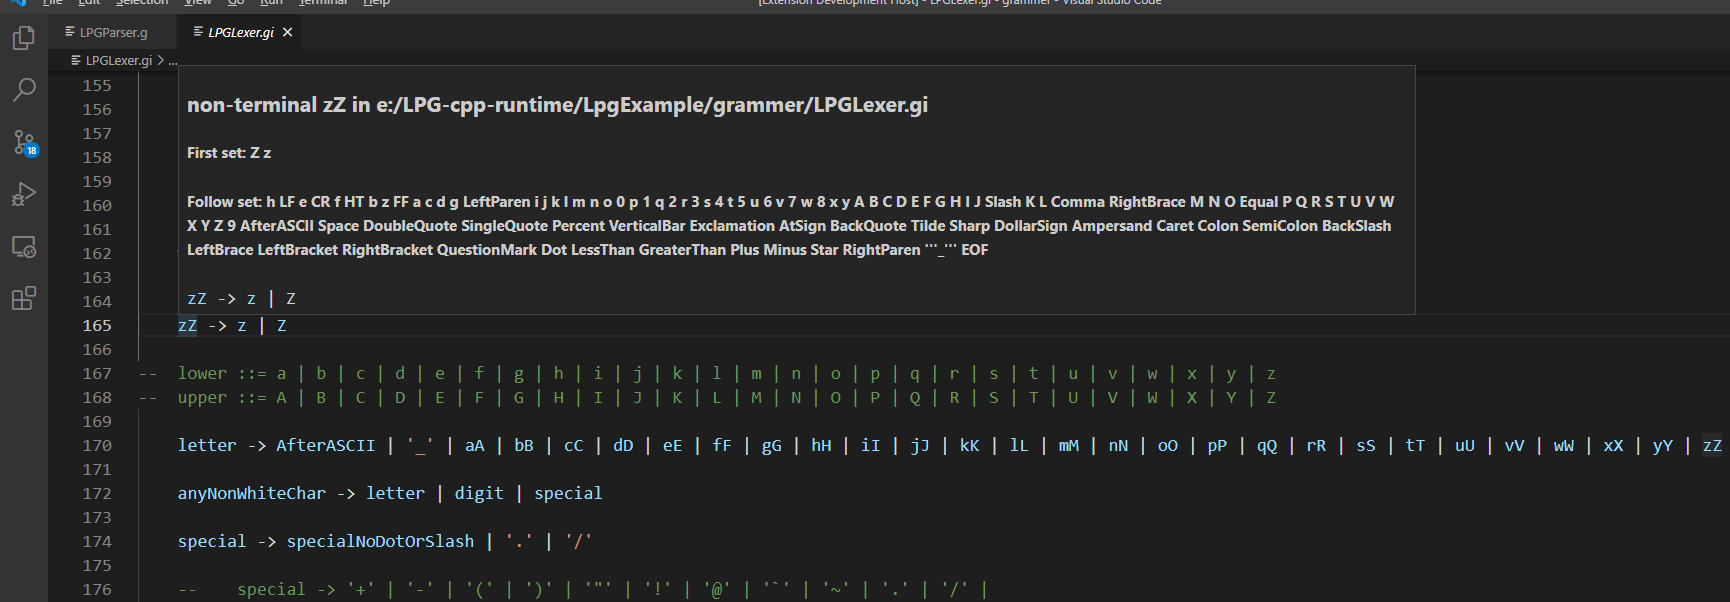 File Edit Selection View Go Run Terminal Help
[Extension Development Host] - LPGLexer.gi - grammer - Visual Studio Code
LPGParser.g
LPGLexer.gi
LPGLexer.gi > ...
155
156
157
158
159
160
161
162
163
164
non-terminal zZ in e:/LPG-cpp-runtime/LpgExample/grammer/LPGLexer.gi
First set: Z z
Follow set: h LF e CR f HT b z FF a c d g LeftParen i j k l m n o 0 p 1 q 2 r 3 s 4 t 5 u 6 v 7 w 8 x y A B C D E F G H I J Slash K L Comma RightBrace M N O Equal P Q R S T U V W
X Y Z 9 AfterASCII Space DoubleQuote SingleQuote Percent VerticalBar Exclamation AtSign BackQuote Tilde Sharp DollarSign Ampersand Caret Colon SemiColon BackSlash
LeftBrace LeftBracket RightBracket QuestionMark Dot LessThan GreaterThan Plus Minus Star RightParen '''_''' EOF
zZ -> z | Z
165 zZ -> z | Z
166
167 -- lower ::= a | b | c | d | e | f | g | h | i | j | k | l | m | n | o | p | q | r | s | t | u | v | w | x | y | z
168 -- upper ::= A | B | C | D | E | F | G | H | I | J | K | L | M | N | O | P | Q | R | S | T | U | V | W | X | Y | Z
169
170 letter -> AfterASCII | '_' | aA | bB | cC | dD | eE | fF | gG | hH | iI | jJ | kK | lL | mM | nN | oO | pP | qQ | rR | sS | tT | uU | vV | wW | xX | yY | zZ
171
172 anyNonWhiteChar -> letter | digit | special
173
174 special -> specialNoDotOrSlash | '.' | '/'
175
176 -- special -> '+' | '-' | '(' | ')' | '"' | '!' | '@' | '`' | '~' | '.' | '/' |
18